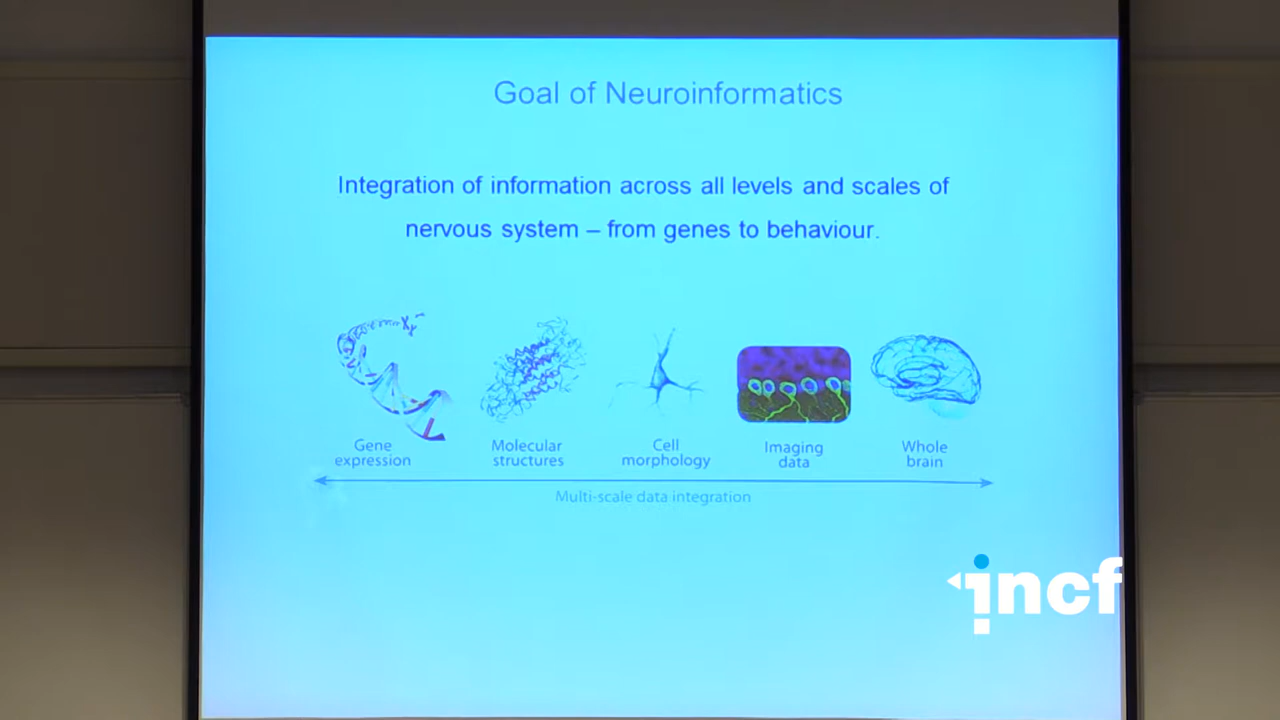 Goal of Neuroinformatics
Integration of information across all levels and scales of
nervous system – from genes to behaviour.
Gene
expression
Molecular
structures
Cell
morphology
Imaging
data
Whole
brain
Multi-scale data integration
incf